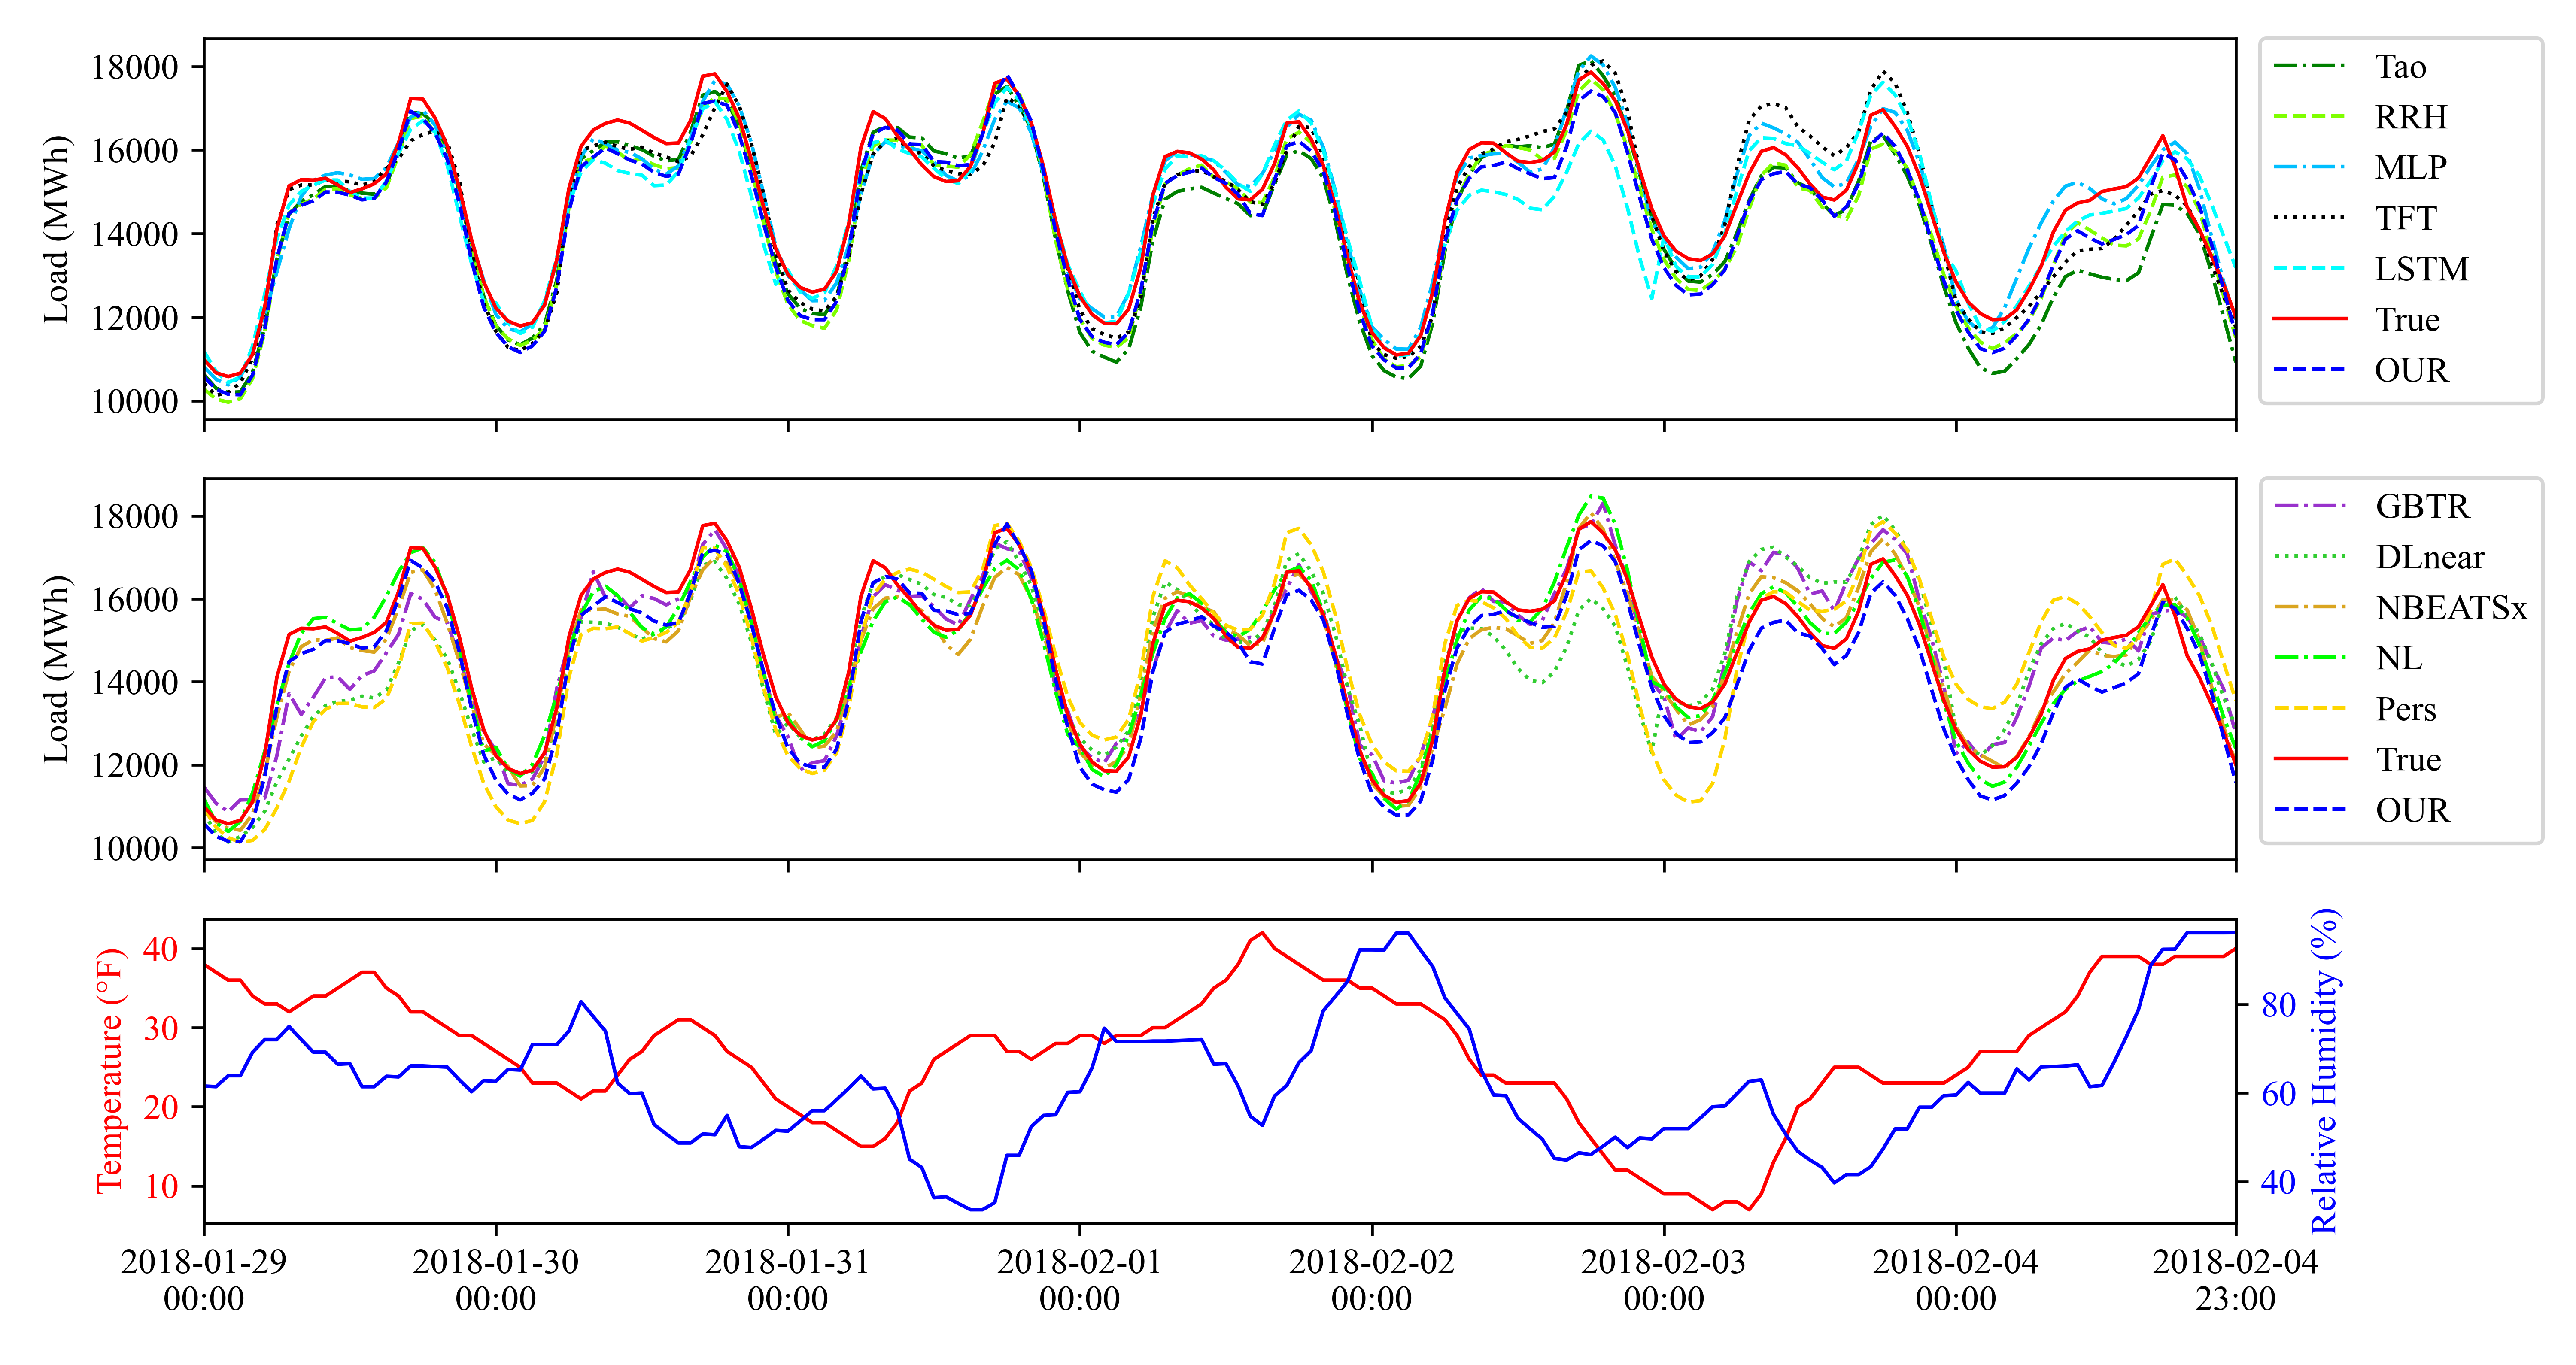 Load (MWh)
18000
16000
14000
12000
10000
Tao
RRH
MLP
TFT
LSTM
True
OUR
Load (MWh)
18000
16000
14000
12000
10000
GBTR
DLnear
NBEATSx
NL
Pers
True
OUR
Temperature (°F)
40
30
20
10
80
60
40
Relative Humidity (%)
2018-01-29
00:00
2018-01-30
00:00
2018-01-31
00:00
2018-02-01
00:00
2018-02-02
00:00
2018-02-03
00:00
2018-02-04
00:00
2018-02-04
23:00